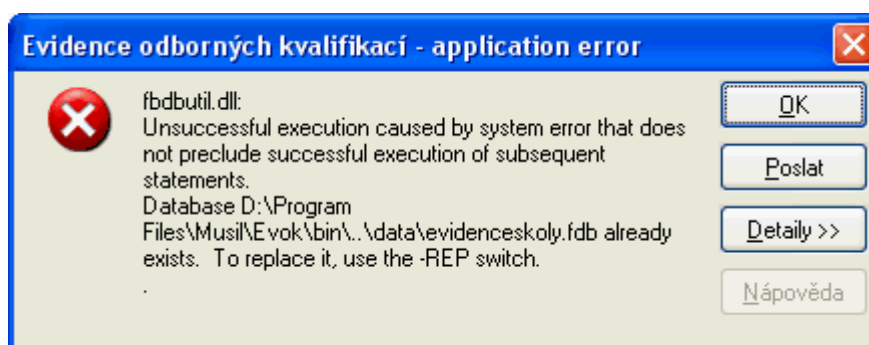 Evidence odborných kvalifikací - application error
fbdbutil.dll:
Unsuccessful execution caused by system error that does
not preclude successful execution of subsequent
statements.
Database D:\Program
Files\Musil\Evok\bin\..\data\evidenceskoly.fdb already
exists.  To replace it, use the -REP switch.
.
OK
Poslat
Detaily >>
Nápověda